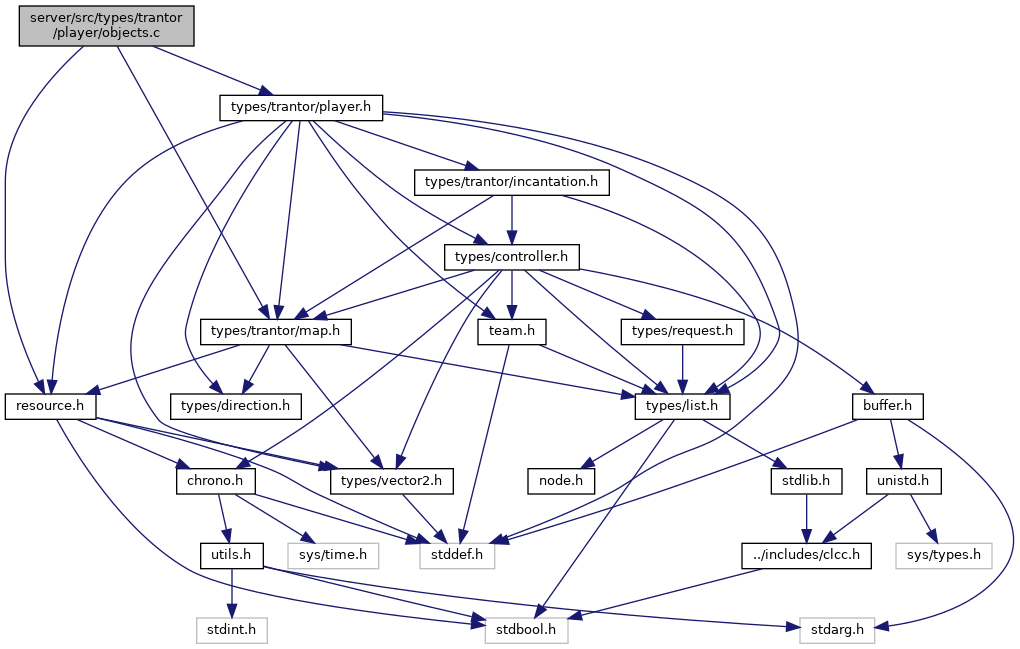 server/src/types/trantor
/player/objects.c
types/trantor/player.h
types/trantor/incantation.h
types/controller.h
types/trantor/map.h
team.h
types/request.h
resource.h
types/direction.h
types/list.h
buffer.h
chrono.h
types/vector2.h
node.h
stdlib.h
unistd.h
utils.h
sys/time.h
stddef.h
../includes/clcc.h
sys/types.h
stdint.h
stdbool.h
stdarg.h